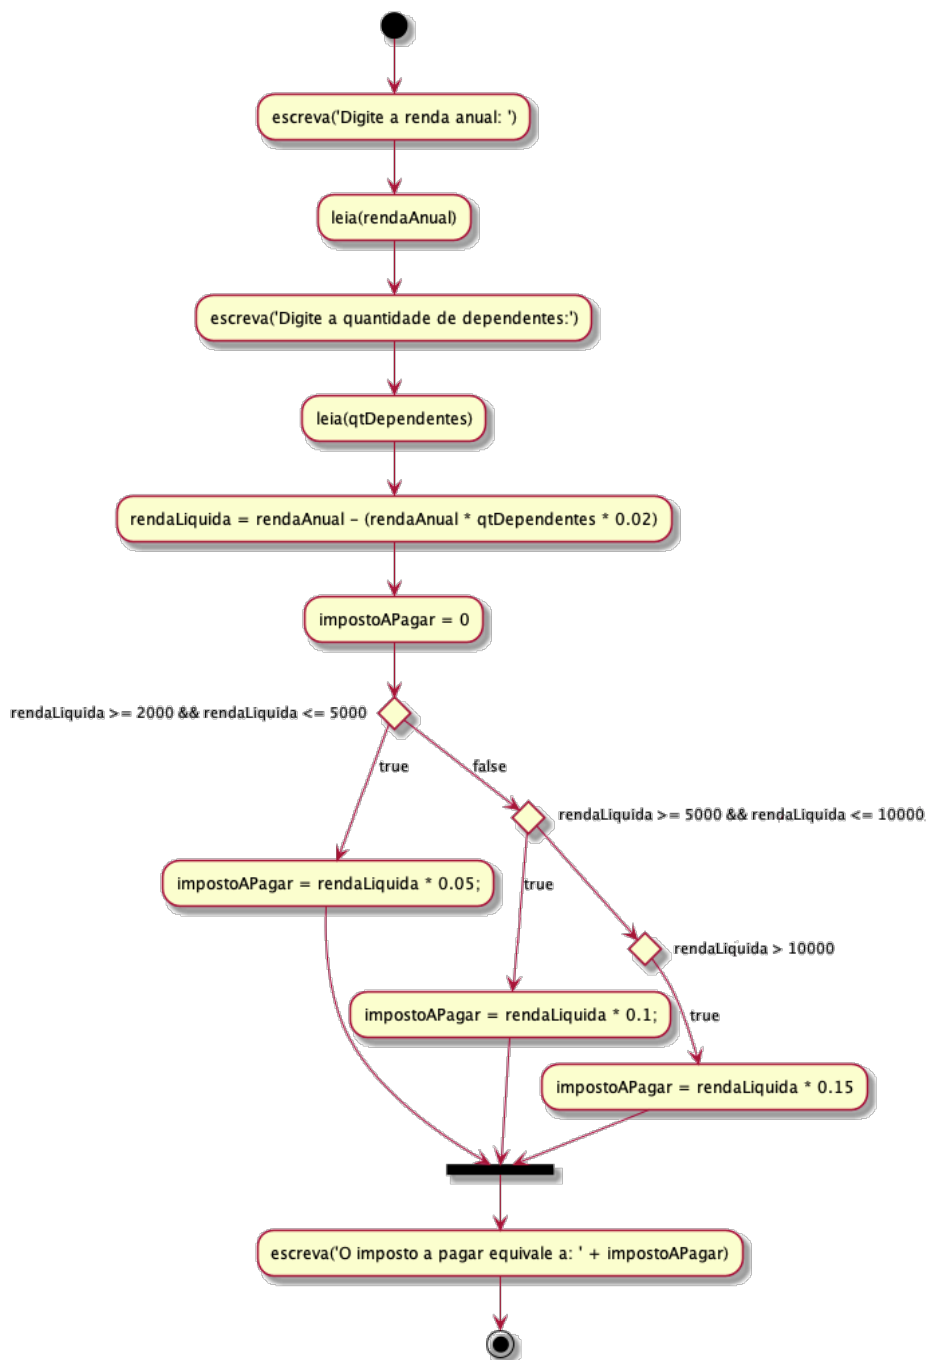 escreva('Digite a renda anual: ')
leia(rendaAnual)
escreva('Digite a quantidade de dependentes:')
leia(qtDependentes)
rendaLiquida = rendaAnual - (rendaAnual * qtDependentes * 0.02)
impostoAPagar = 0
rendaLiquida >= 2000 && rendaLiquida <= 5000
true
false
rendaLiquida >= 5000 && rendaLiquida <= 10000
impostoAPagar = rendaLiquida * 0.05;
true
rendaLiquida > 10000
impostoAPagar = rendaLiquida * 0.1;
true
impostoAPagar = rendaLiquida * 0.15
escreva('O imposto a pagar equivale a: ' + impostoAPagar)